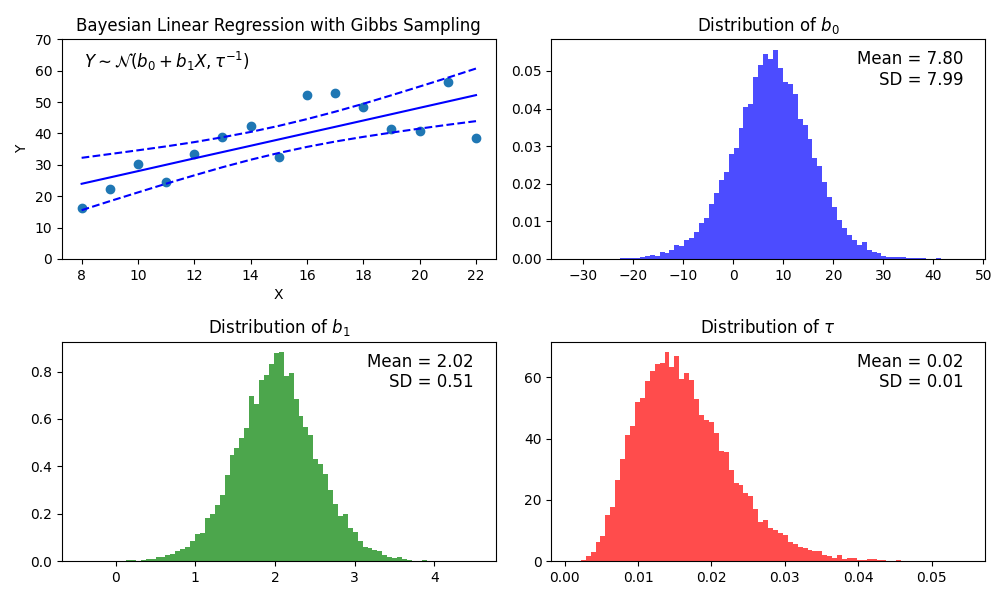 Bayesian Linear Regression with Gibbs Sampling
Y ∼ 𝒩(b₀ + b₁X, τ⁻¹)
70
60
50
40
30
20
10
0
Y
8 10 12 14 16 18 20 22
X
Distribution of b₀
Mean = 7.80
SD = 7.99
0.05
0.04
0.03
0.02
0.01
0.00
−30 −20 −10 0 10 20 30 40 50
Distribution of b₁
Mean = 2.02
SD = 0.51
0.8
0.6
0.4
0.2
0.0
0 1 2 3 4
Distribution of τ
Mean = 0.02
SD = 0.01
60
40
20
0
0.00 0.01 0.02 0.03 0.04 0.05